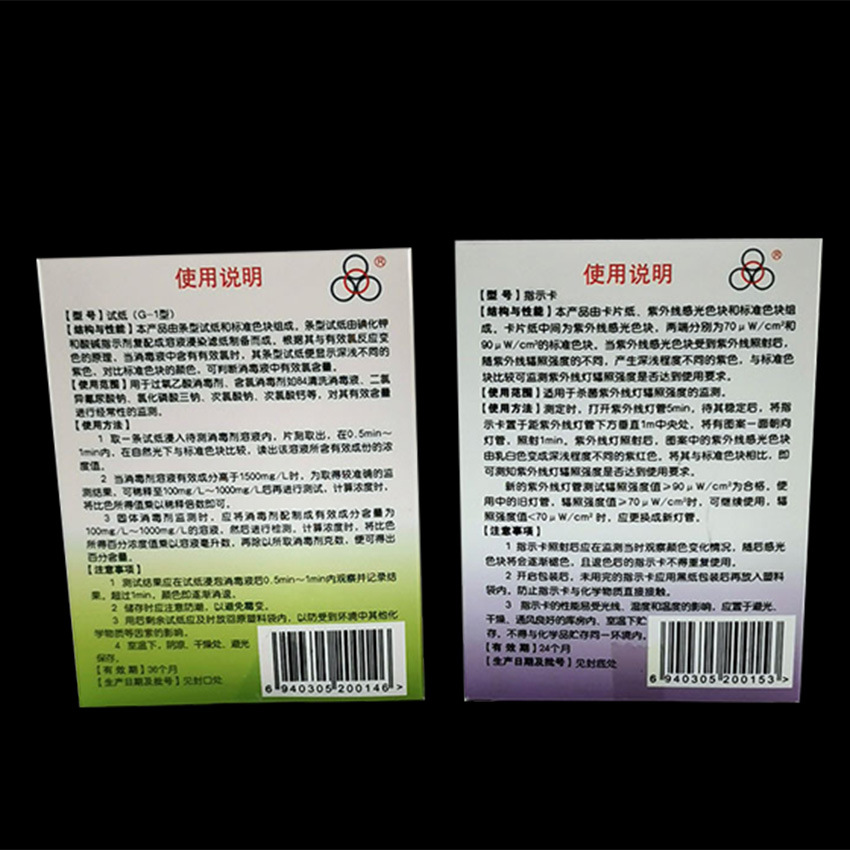 使用说明
®
【型 号】试纸（G-1型）
【结构与性能】本产品由条型试纸和标准色块组成。条型试纸由碘化钾
和酸碱指示剂复配成溶液浸染滤纸制备而成。根据其与有效氯反应变
色的原理，当消毒液中含有有效氯时，其条型试纸便显示深浅不同的
紫色，对比标准色块的颜色，可判断消毒液中有效氯含量。
【使用范围】用于过氧乙酸消毒剂、含氯消毒剂如84清洗消毒液、二氯
异氰尿酸钠、氯化磷酸三钠、次氯酸钠、次氯酸钙等，对其有效含量
进行经常性的监测。
【使用方法】
1 取一条试纸浸入待测消毒剂溶液内，片刻取出，在0.5min~
1min内，在自然光下与标准色块比较，读出该溶液所含有效成份的浓
度值。
2 当消毒剂溶液有效成分高于1500mg/L时，为取得较准确的监
测结果，可稀释至100mg/L~1000mg/L后再进行测试，计算浓度时，
将比色所得值乘以稀释倍数即可。
3 固体消毒剂监测时，应将消毒剂配制成有效成分含量为
100mg/L~1000mg/L的溶液，然后进行检测，计算浓度时，将比色
所得百分浓度值乘以溶液毫升数，再除以所取消毒剂克数，便可得出
百分含量。
【注意事项】
1 测试结果应在试纸浸泡消毒液后0.5min~1min内观察并记录结
果。超过1min，颜色即逐渐消退。
2 储存时应注意防潮，以避免霉变。
3 用后剩余试纸应及时放回原塑料袋内，以防受到环境中其他化
学物质等因素的影响。
4 室温下，阴凉、干燥处、避光
保存。
【有 效 期】36个月
【生产日期及批号】见封口处
6 940305 200146 >
使用说明
®
【型 号】指示卡
【结构与性能】本产品由卡片纸、紫外线感光色块和标准色块组
成。卡片纸中间为紫外线感光色块，两端分别为70μW/cm²和
90μW/cm²的标准色块。当紫外线感光色块受到紫外线照射后，
随紫外线辐照强度的不同，产生深浅程度不同的色块，与标准色
块比较可监测紫外线灯辐照强度是否达到使用要求。
【使用范围】适用于杀菌紫外线灯辐照强度的监测。
【使用方法】测定时，打开紫外线灯管5min，待其稳定后，将指
示卡置于距紫外线灯管下方垂直1m中央处，将有图案一面朝向
灯管，照射1min。紫外线灯照射后，图案中的紫外线感光色块
由乳白色变成深浅程度不同的紫红色，将其与标准色块相比，即
可测知紫外线灯辐照强度是否达到使用要求。
新的紫外线灯管测试辐照强度值≥90μW/cm²为合格，使
用中的旧灯管，辐照强度值≥70μW/cm²时，可继续使用，辐
照强度值<70μW/cm²时，应更换成新灯管。
【注意事项】
1 指示卡照射后应在监测当时观察颜色变化情况，随后感光
色块将会逐渐褪色，且退色后的指示卡不得重复使用。
2 开启包装后，未用完的指示卡应用黑纸包装后再放入塑料
袋内，防止指示卡与化学物质直接接触。
3 指示卡的性能易受光线、湿度和温度的影响，应置于避光、
干燥、通风良好的库房内，室温下贮
存，不得与化学品贮存同一环境内。
【有 效 期】24个月
【生产日期及批号】见封底处
6 940305 200153 >